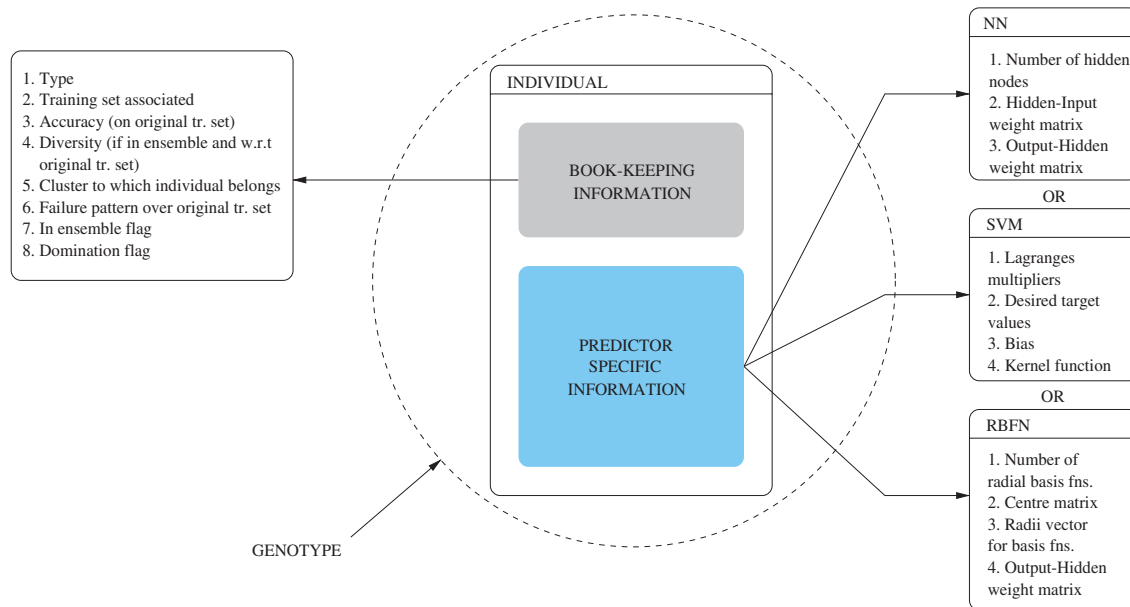 1. Type
2. Training set associated
3. Accuracy (on original tr. set)
4. Diversity (if in ensemble and w.r.t
original tr. set)
5. Cluster to which individual belongs
6. Failure pattern over original tr. set
7. In ensemble flag
8. Domination flag
INDIVIDUAL
BOOK-KEEPING
INFORMATION
PREDICTOR
SPECIFIC
INFORMATION
GENOTYPE
NN
1. Number of hidden
nodes
2. Hidden-Input
weight matrix
3. Output-Hidden
weight matrix
OR
SVM
1. Lagranges
multipliers
2. Desired target
values
3. Bias
4. Kernel function
OR
RBFN
1. Number of
radial basis fns.
2. Centre matrix
3. Radii vector
for basis fns.
4. Output-Hidden
weight matrix